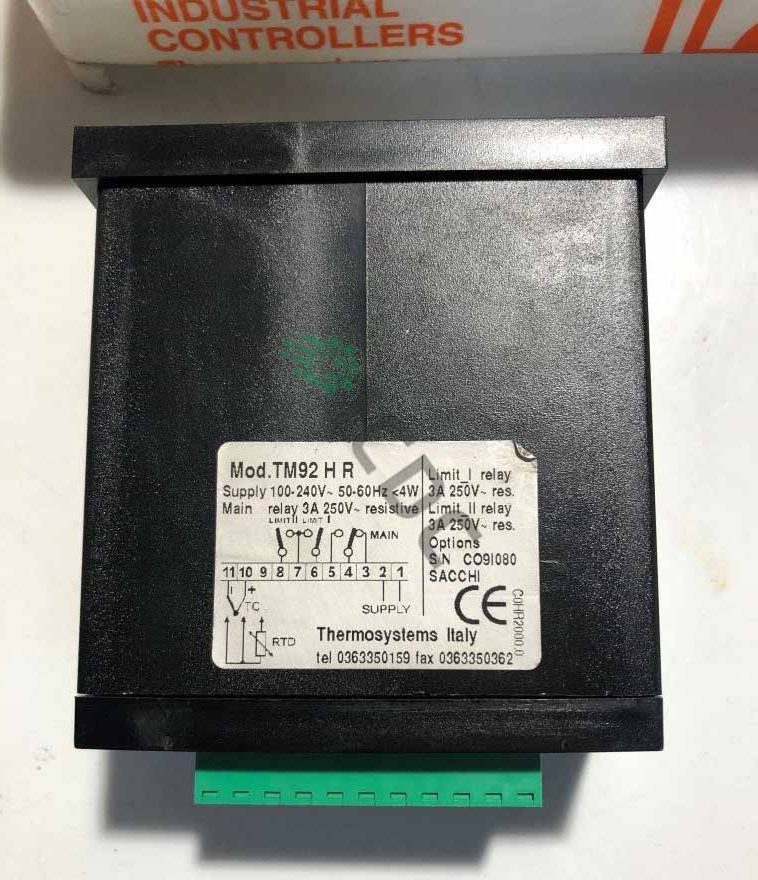 INDUSTRIAL
CONTROLLERS
Mod.TM92 H R
Supply 100-240V~ 50-60Hz <4W
Main relay 3A 250V~ resistive
LIMIT II LIMIT I
MAIN
11 10 9 8 7 6 5 4 3 2 1
- +
TC
SUPPLY
RTD
Limit_I relay
3A 250V~ res.
Limit_II relay
3A 250V~ res.
Options
S/N CO9I080
SACCHI
CE
C0HR2000.0
Thermosystems Italy
tel 0363350159 fax 0363350362